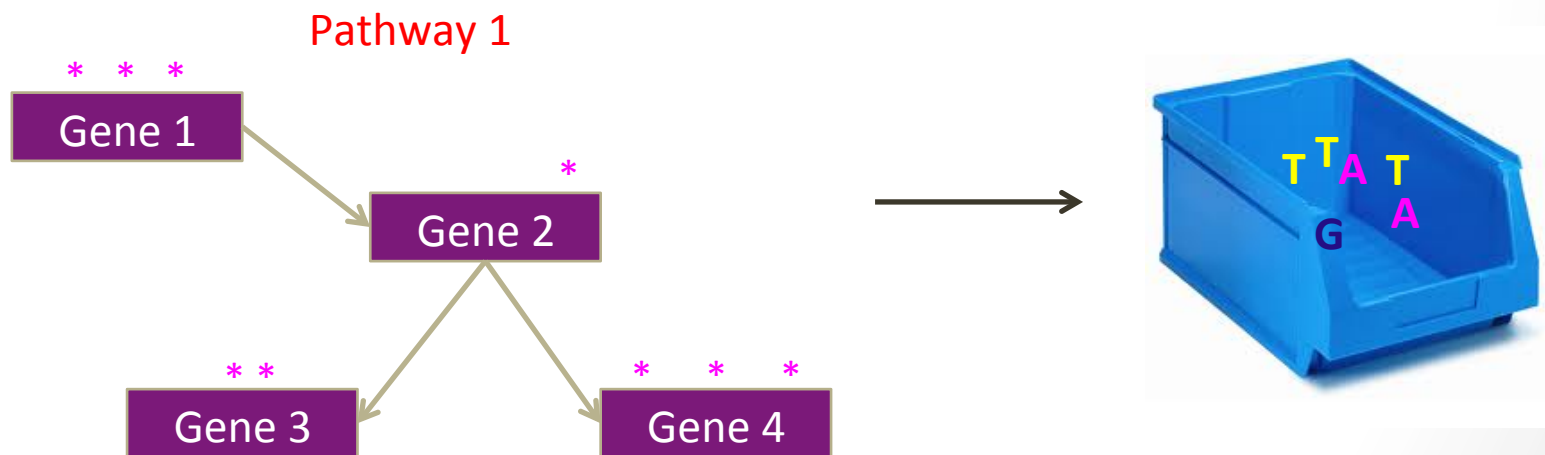 Pathway 1
* * *
Gene 1
*
Gene 2
* *
Gene 3
* * *
Gene 4
T T A T
G A